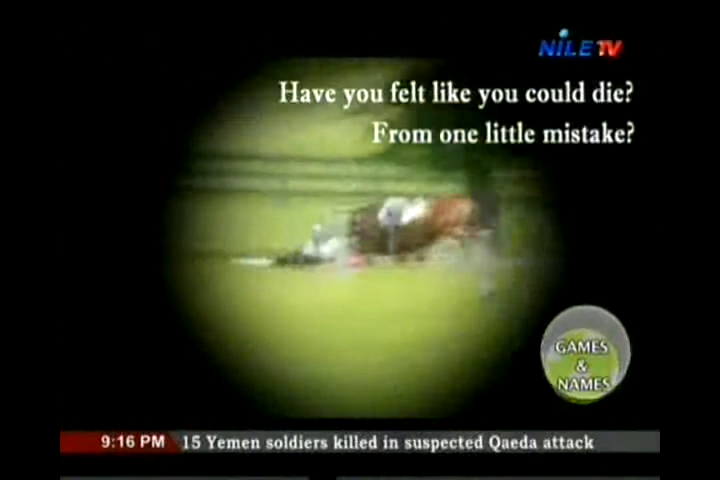 NILE TV
Have you felt like you could die?
From one little mistake?
GAMES
&
NAMES
9:16 PM 15 Yemen soldiers killed in suspected Qaeda attack